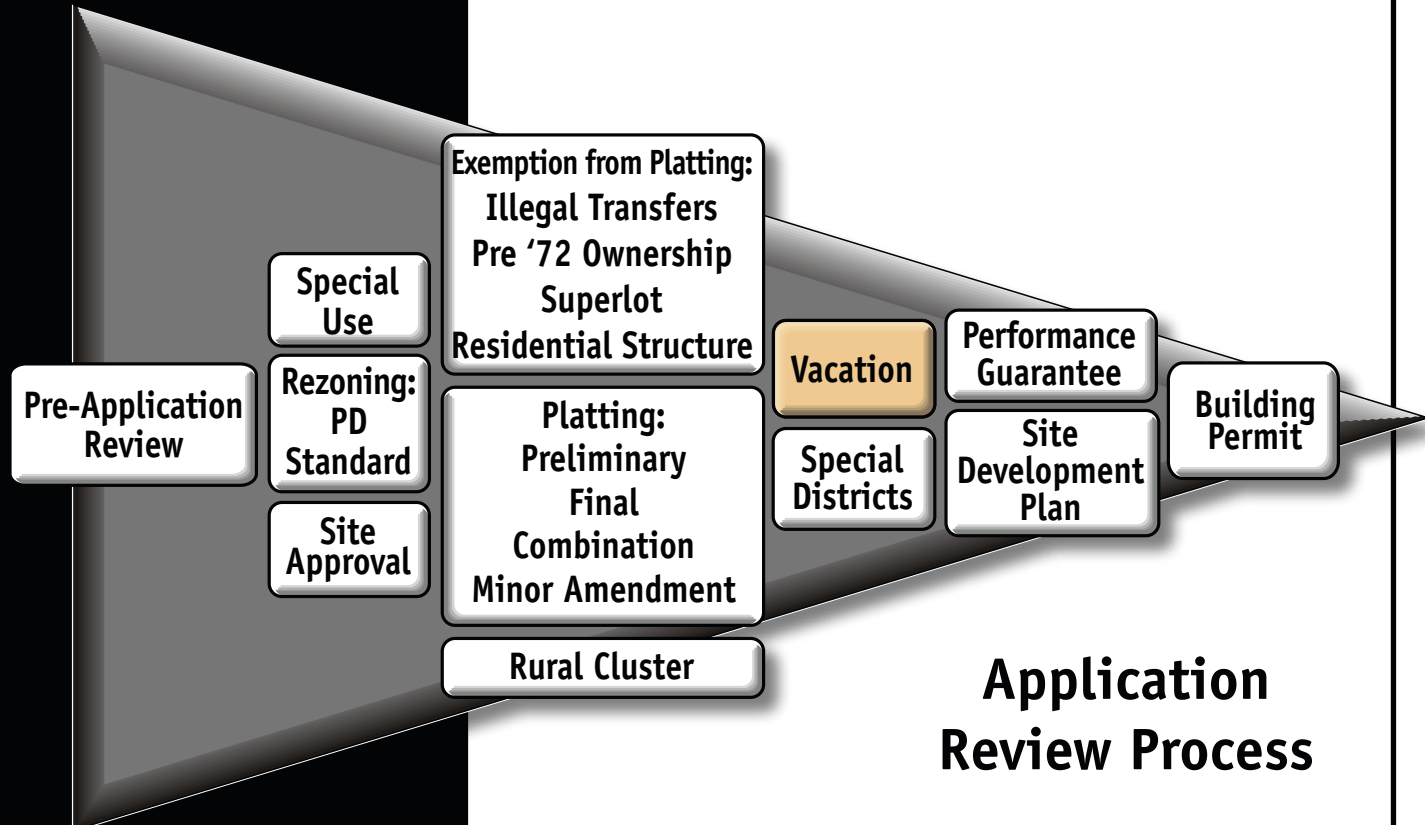 Pre-Application
Review
Special
Use
Rezoning:
PD
Standard
Site
Approval
Exemption from Platting:
Illegal Transfers
Pre ‘72 Ownership
Superlot
Residential Structure
Platting:
Preliminary
Final
Combination
Minor Amendment
Rural Cluster
Vacation
Special
Districts
Performance
Guarantee
Site
Development
Plan
Building
Permit
Application
Review Process